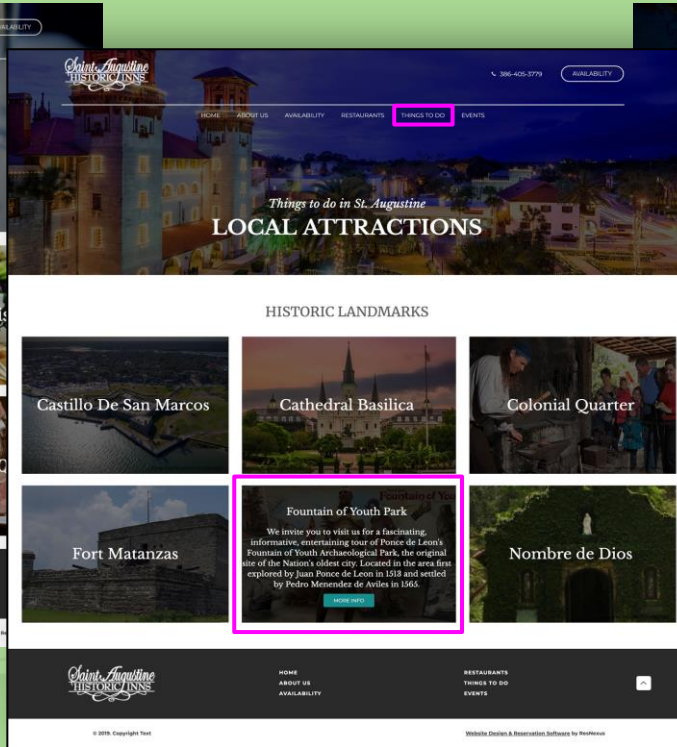 AILABILITY
Saint Augustine
HISTORIC INNS
386-405-3779
AVAILABILITY
HOME
ABOUT US
AVAILABILITY
RESTAURANTS
THINGS TO DO
EVENTS
Things to do in St. Augustine
LOCAL ATTRACTIONS
HISTORIC LANDMARKS
Castillo De San Marcos
Cathedral Basilica
Colonial Quarter
Fort Matanzas
Fountain of You
Fountain of Youth Park
We invite you to visit us for a fascinating,
informative, entertaining tour of Ponce de Leon's
Fountain of Youth Archaeological Park, the original
site of the Nation's oldest city. Located in the area first
explored by Juan Ponce de Leon in 1513 and settled
by Pedro Menendez de Aviles in 1565.
MORE INFO
Nombre de Dios
Saint Augustine
HISTORIC INNS
HOME
ABOUT US
AVAILABILITY
RESTAURANTS
THINGS TO DO
EVENTS
© 2019. Copyright Text
Website Design & Reservation Software by ResNexus